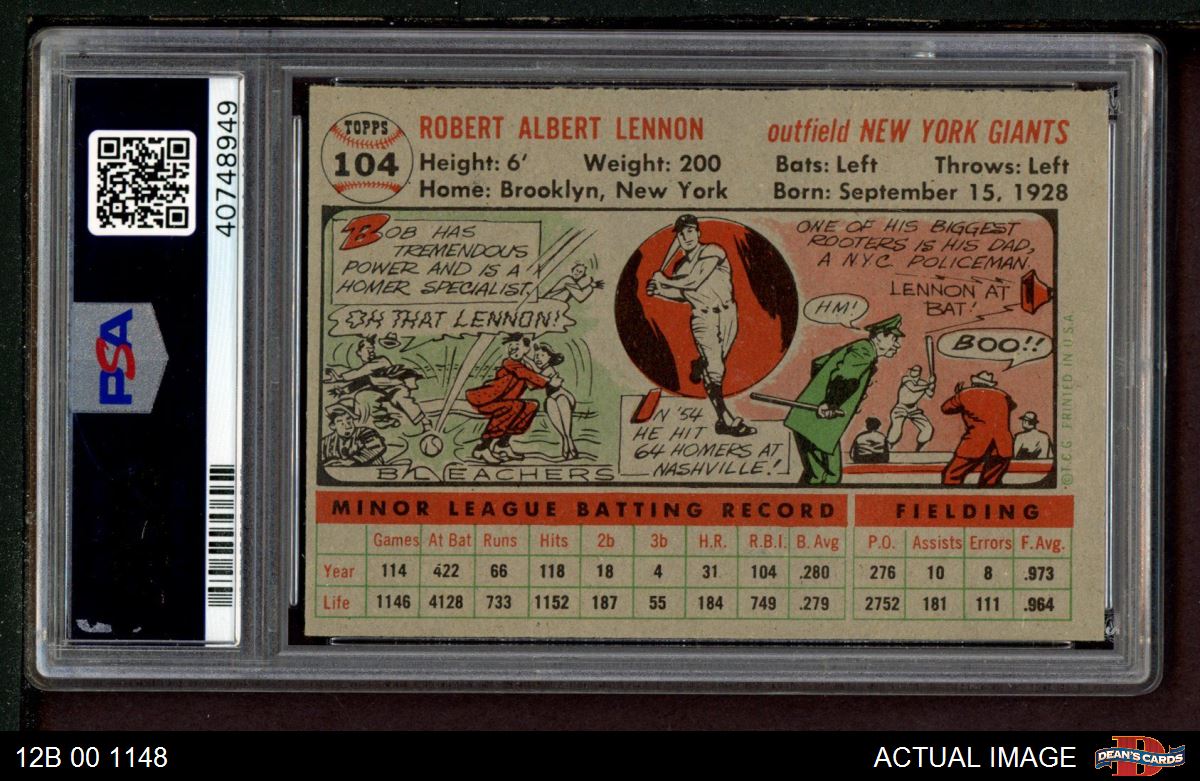 40748949
PSA
TOPPS
104
ROBERT ALBERT LENNON
outfield NEW YORK GIANTS
Height: 6' Weight: 200 Bats: Left Throws: Left
Home: Brooklyn, New York Born: September 15, 1928
BOB HAS
TREMENDOUS
POWER AND IS A
HOMER SPECIALIST.
OH THAT LENNON!
BLEACHERS
IN '54
HE HIT
64 HOMERS AT
NASHVILLE!
ONE OF HIS BIGGEST
ROOTERS IS HIS DAD,
A N.Y.C. POLICEMAN.
LENNON AT
BAT!
HM!
BOO!!
© T.C.G. PRINTED IN U.S.A.
MINOR LEAGUE BATTING RECORD FIELDING
Games At Bat Runs Hits 2b 3b H.R. R.B.I. B. Avg P.O. Assists Errors F.Avg.
Year 114 422 66 118 18 4 31 104 .280 276 10 8 .973
Life 1146 4128 733 1152 187 55 184 749 .279 2752 181 111 .964
12B 00 1148
ACTUAL IMAGE
D
DEAN'S CARDS